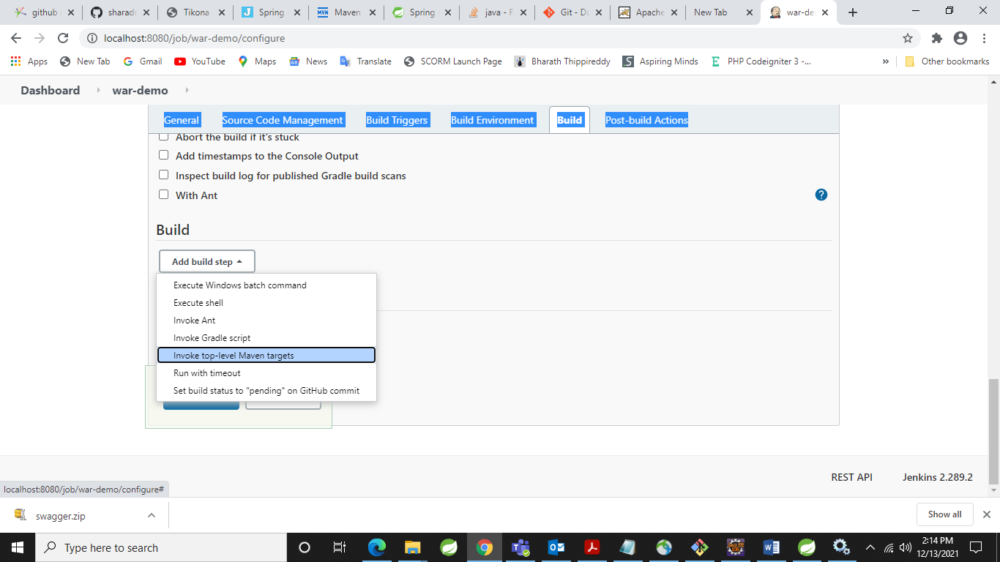 github
sharadr
Tikona
Spring
Maven
Spring
java - F
Git - Do
Apache
New Tab
war-de
localhost:8080/job/war-demo/configure
Apps
New Tab
Gmail
YouTube
Maps
News
Translate
SCORM Launch Page
Bharath Thippireddy
Aspiring Minds
PHP Codeigniter 3 -...
»
Other bookmarks
Dashboard
war-demo
General
Source Code Management
Build Triggers
Build Environment
Build
Post-build Actions
Abort the build if it's stuck
Add timestamps to the Console Output
Inspect build log for published Gradle build scans
With Ant
?
Build
Add build step
Execute Windows batch command
Execute shell
Invoke Ant
Invoke Gradle script
Invoke top-level Maven targets
Run with timeout
Set build status to "pending" on GitHub commit
REST API
Jenkins 2.289.2
localhost:8080/job/war-demo/configure#
swagger.zip
Show all
Type here to search
2:14 PM
12/13/2021